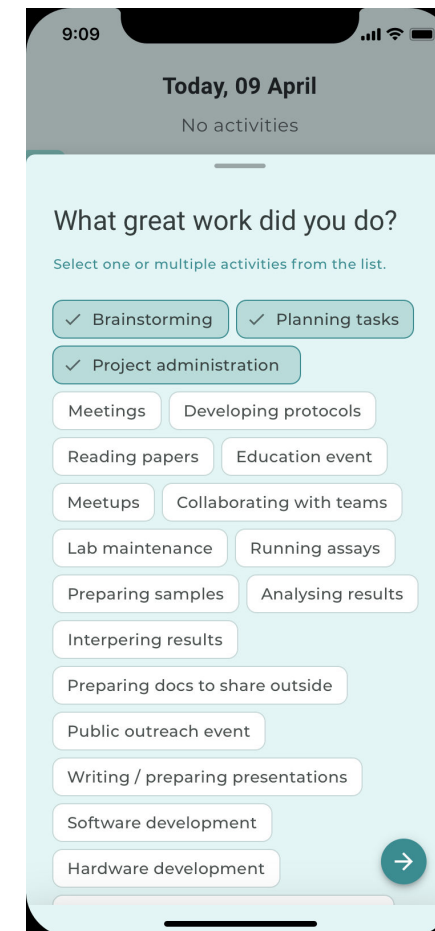 9:09
Today, 09 April
No activities
What great work did you do?
Select one or multiple activities from the list.
Brainstorming Planning tasks
Project administration
Meetings Developing protocols
Reading papers Education event
Meetups Collaborating with teams
Lab maintenance Running assays
Preparing samples Analysing results
Interpering results
Preparing docs to share outside
Public outreach event
Writing / preparing presentations
Software development
Hardware development